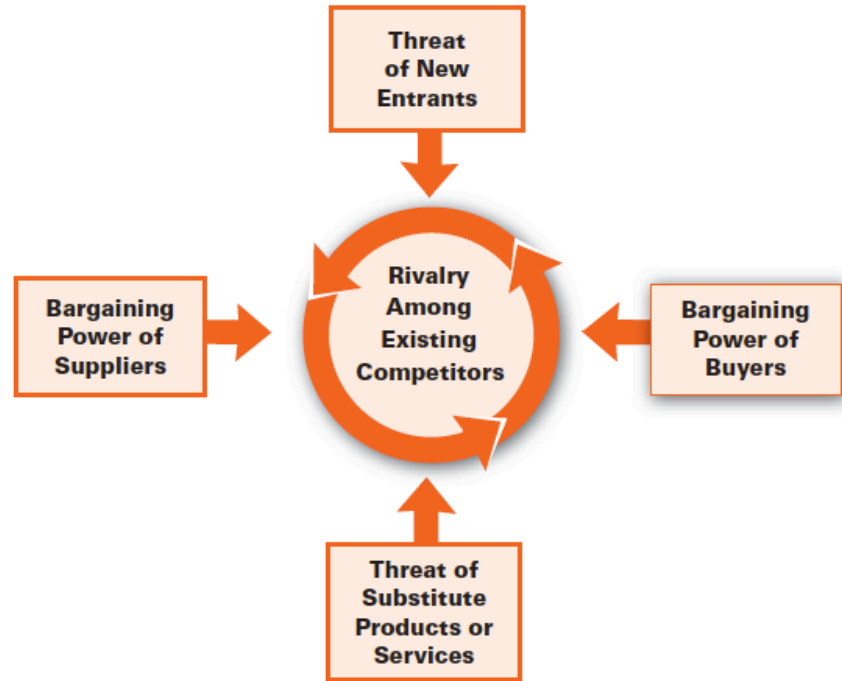 Threat
of New
Entrants
Rivalry
Among
Existing
Competitors
Bargaining
Power of
Suppliers
Bargaining
Power of
Buyers
Threat of
Substitute
Products or
Services